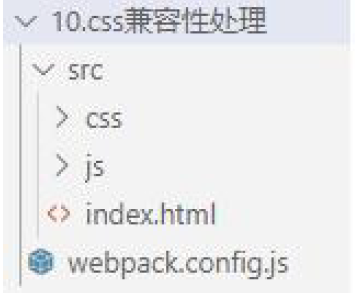 10.css兼容性处理
src
css
js
index.html
webpack.config.js